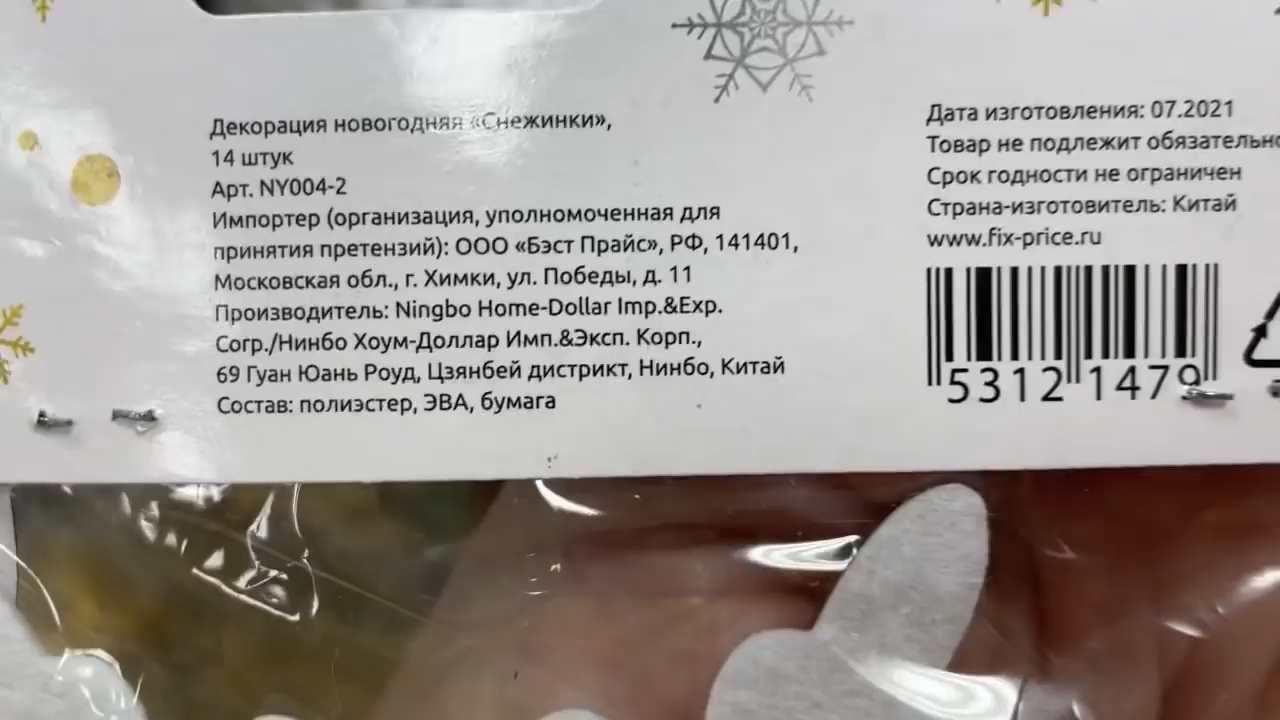 Декорация новогодняя «Снежинки»,
14 штук
Арт. NY004-2
Импортер (организация, уполномоченная для
принятия претензий): ООО «Бэст Прайс», РФ, 141401,
Московская обл., г. Химки, ул. Победы, д. 11
Производитель: Ningbo Home-Dollar Imp.&Exp.
Corp./Нинбо Хоум-Доллар Имп.&Эксп. Корп.,
69 Гуан Юань Роуд, Цзянбей дистрикт, Нинбо, Китай
Состав: полиэстер, ЭВА, бумага
Дата изготовления: 07.2021
Товар не подлежит
Срок годности не ограничен
Страна-изготовитель: Китай
www.fix-price.ru
5312 1479